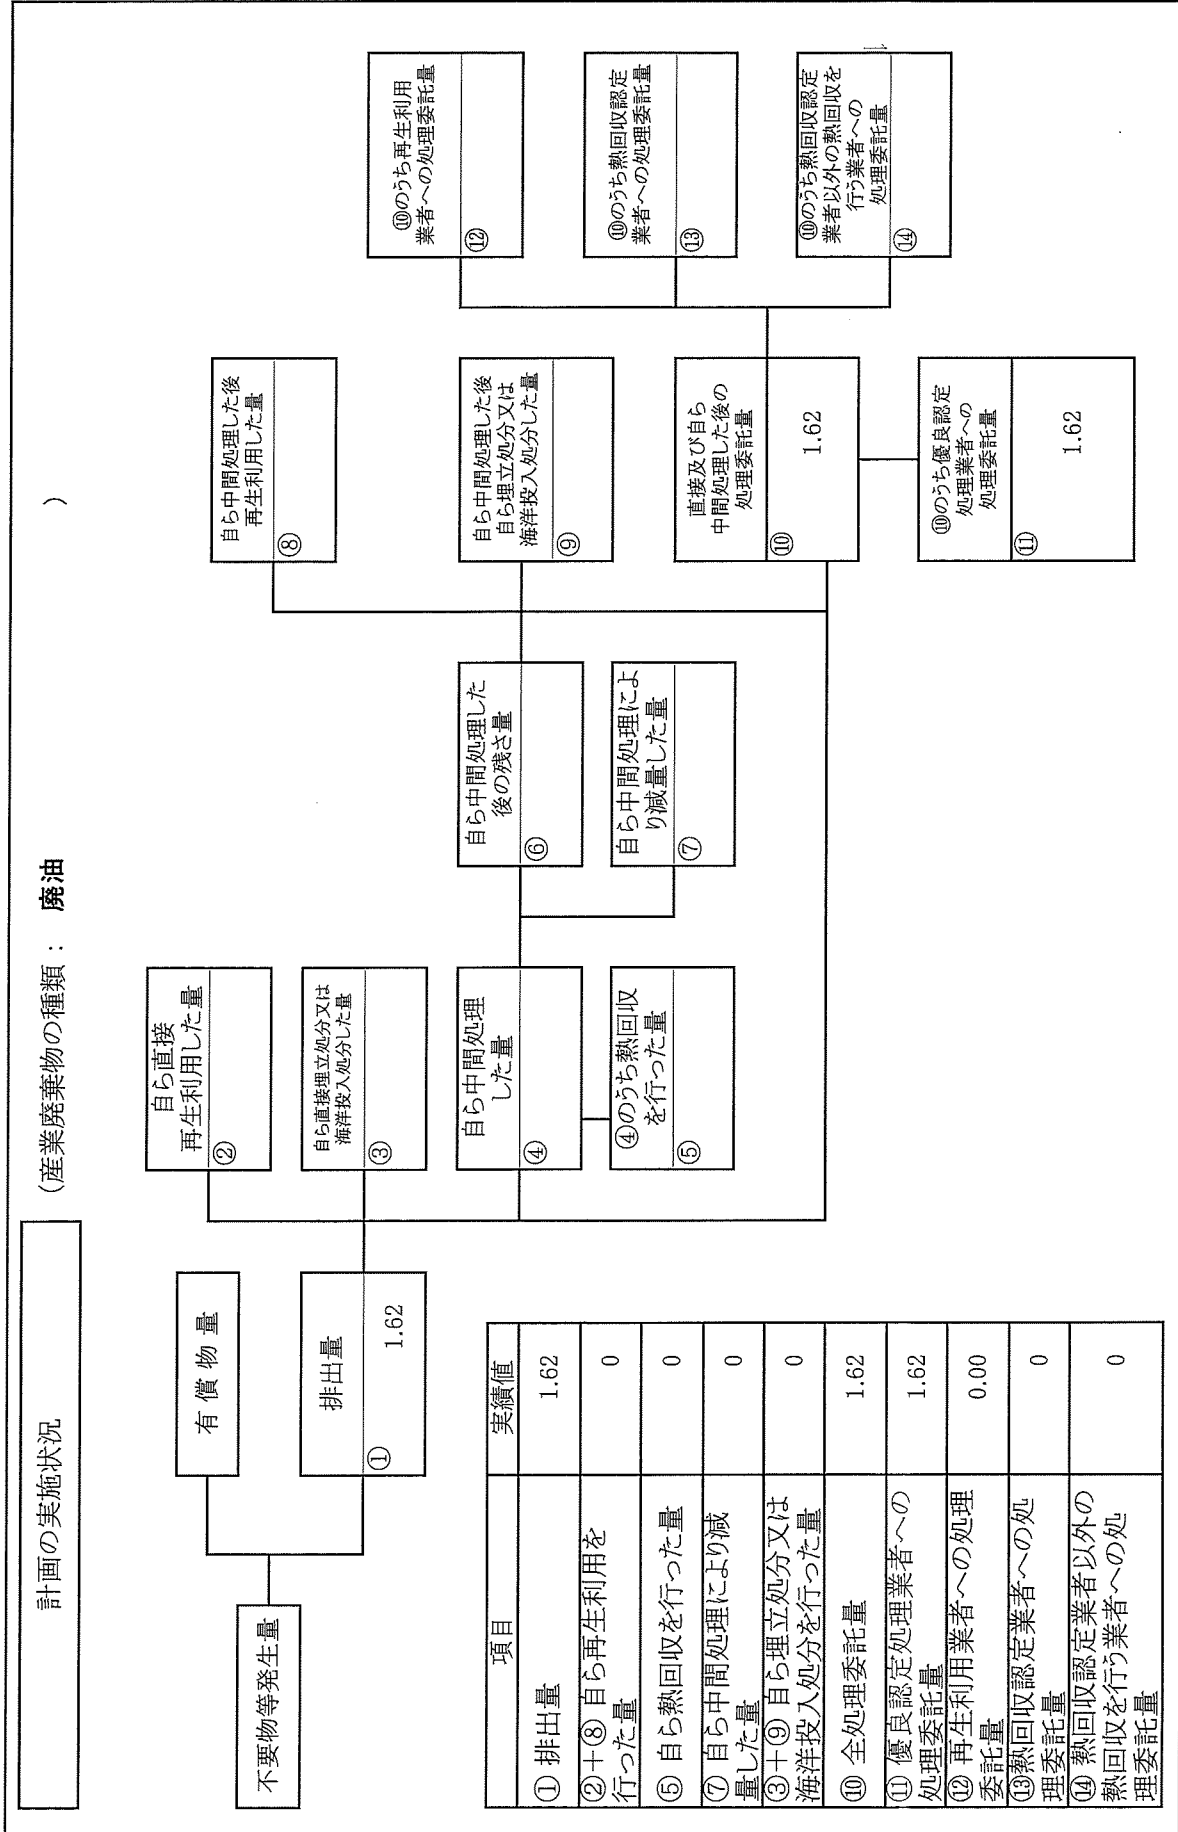 計画の実施状況
(産業廃棄物の種類： 廃油 )
不要物等発生量
有償物量
排出量
① 1.62
自ら直接
再生利用した量
②
自ら直接埋立処分又は
海洋投入処分した量
③
自ら中間処理
した量
④
④のうち熱回収
を行った量
⑤
自ら中間処理した
後の残さ量
⑥
自ら中間処理によ
り減量した量
⑦
自ら中間処理した後
再生利用した量
⑧
自ら中間処理した後
自ら埋立処分又は
海洋投入処分した量
⑨
直接及び自ら
中間処理した後の
処理委託量
⑩ 1.62
⑩のうち優良認定
処理業者への
処理委託量
⑪ 1.62
⑩のうち再生利用
業者への処理委託量
⑫
⑩のうち熱回収認定
業者への処理委託量
⑬
⑩のうち熱回収認定
業者以外の熱回収を
行う業者への
処理委託量
⑭
項目 実績値
① 排出量 1.62
②＋⑧ 自ら再生利用を
行った量 0
⑤ 自ら熱回収を行った量 0
⑦ 自ら中間処理により減
量した量 0
③＋⑨ 自ら埋立処分又は
海洋投入処分を行った量 0
⑩ 全処理委託量 1.62
⑪ 優良認定処理業者への
処理委託量 1.62
⑫ 再生利用業者への処理
委託量 0.00
⑬熱回収認定業者への処
理委託量 0
⑭ 熱回収認定業者以外の
熱回収を行う業者への処
理委託量 0